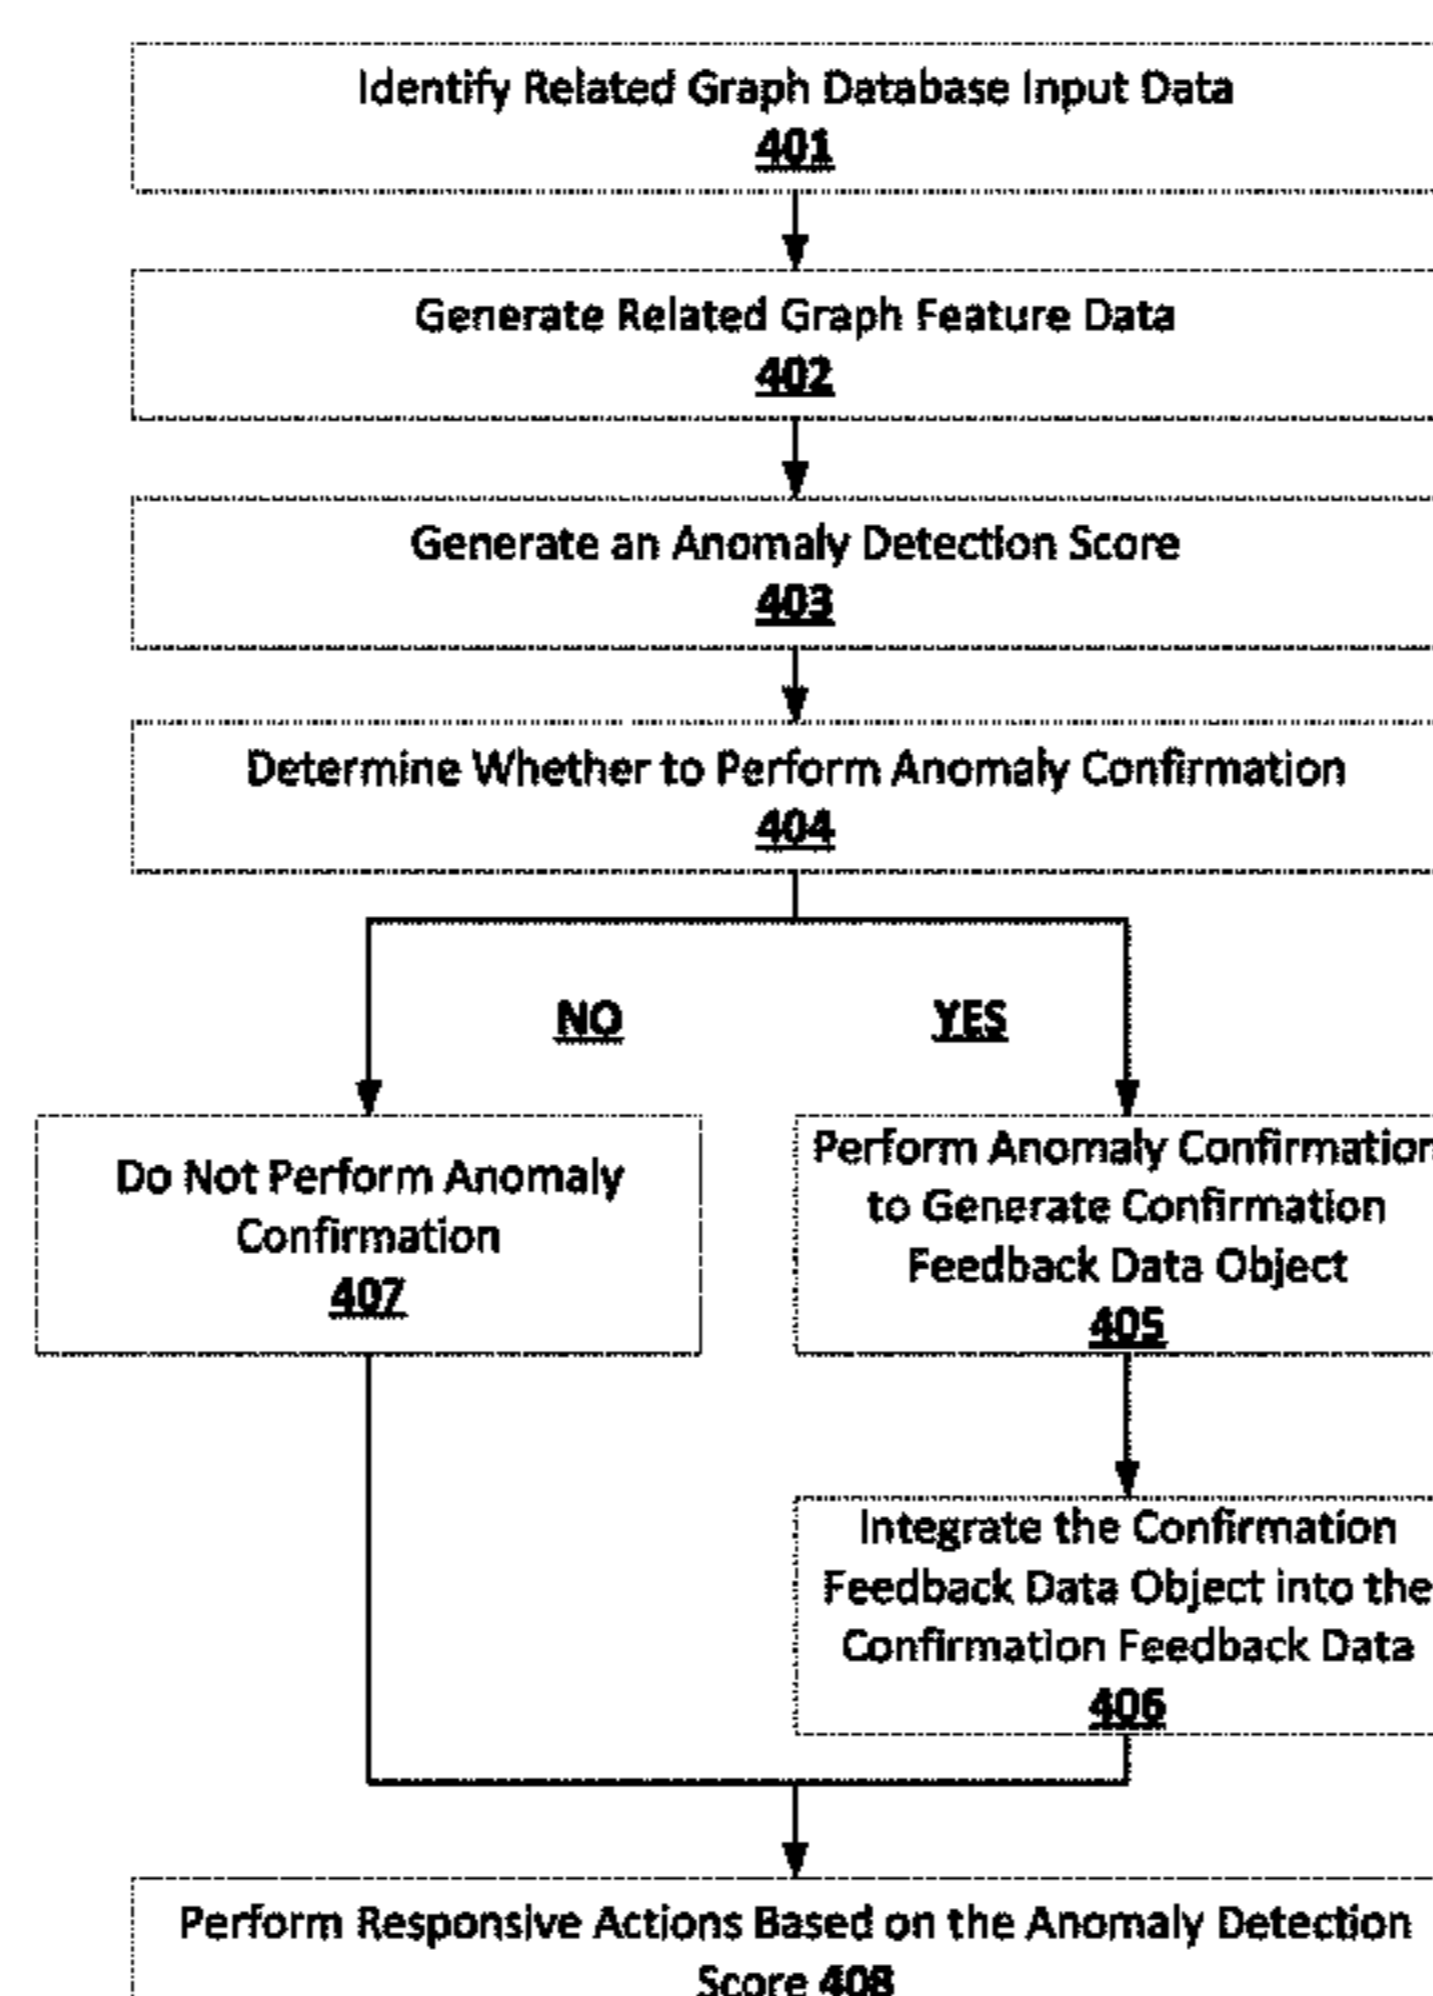 Identify Related Graph Database Input Data
401
Generate Related Graph Feature Data
402
Generate an Anomaly Detection Score
403
Determine Whether to Perform Anomaly Confirmation
404
NO
YES
Do Not Perform Anomaly
Confirmation
407
Perform Anomaly Confirmation
to Generate Confirmation
Feedback Data Object
405
Integrate the Confirmation
Feedback Data Object into the
Confirmation Feedback Data
406
Perform Responsive Actions Based on the Anomaly Detection
Score 408